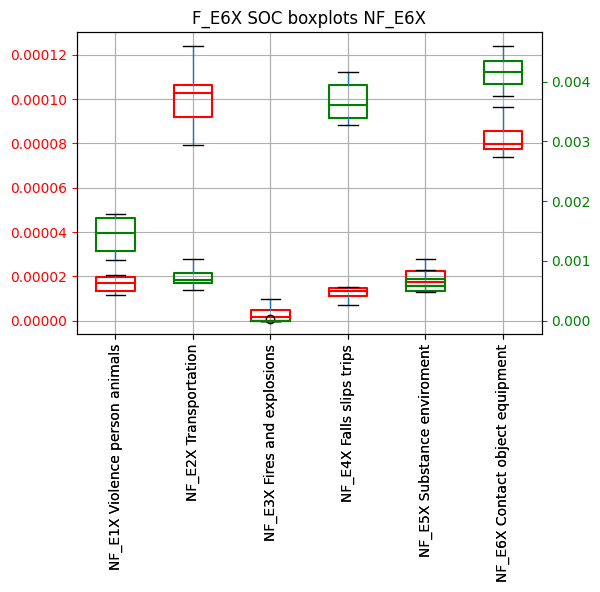 F_E6X SOC boxplots NF_E6X
0.00012
0.00010
0.00008
0.00006
0.00004
0.00002
0.00000
0.004
0.003
0.002
0.001
0.000
NF_E1X Violence person animals
NF_E2X Transportation
NF_E3X Fires and explosions
NF_E4X Falls slips trips
NF_E5X Substance enviroment
NF_E6X Contact object equipment